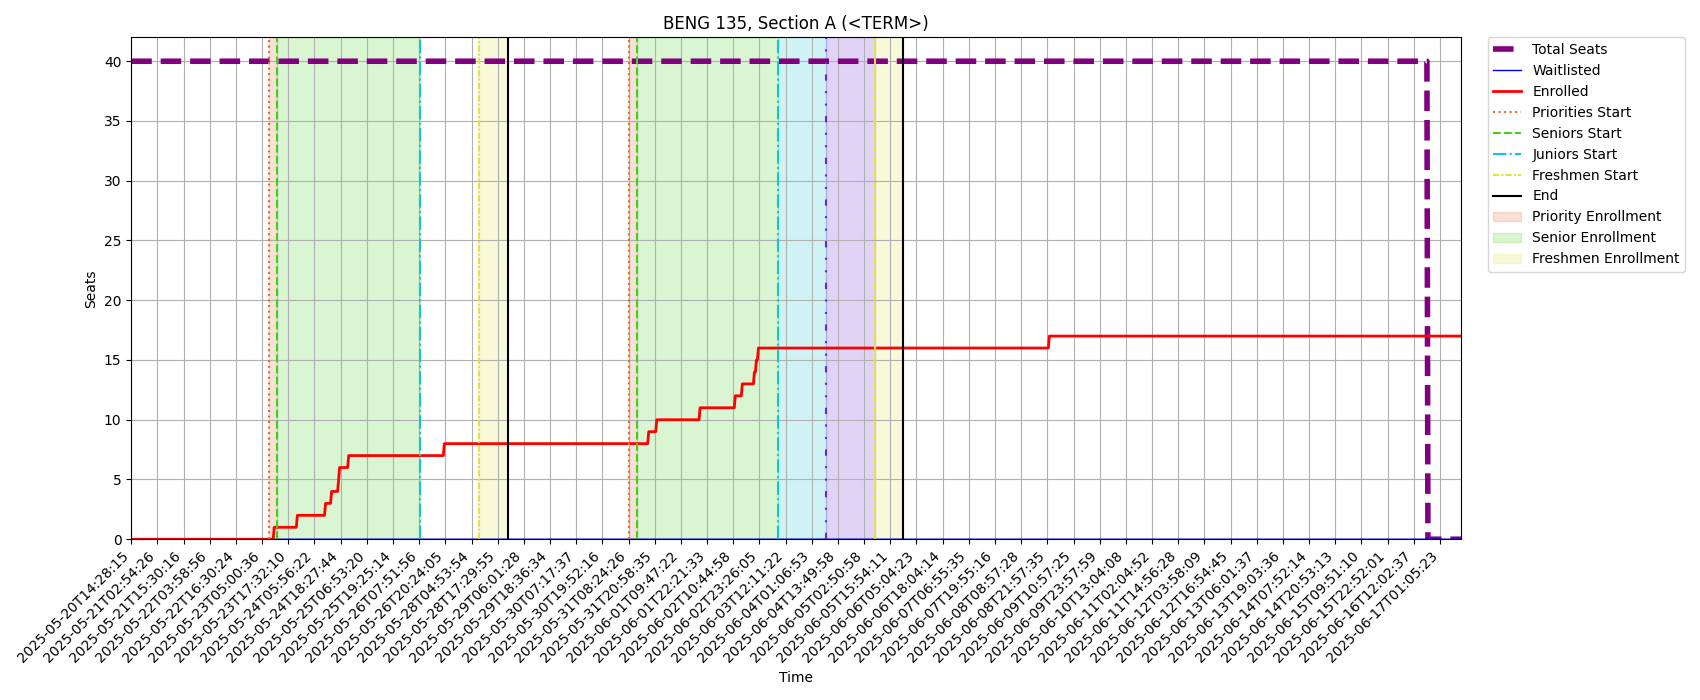 BENG 135, Section A (<TERM>)
Seats
40
35
30
25
20
15
10
5
0
2025-05-20T14:28:15
2025-05-21T02:54:26
2025-05-21T15:30:16
2025-05-22T03:58:56
2025-05-22T16:30:24
2025-05-23T05:00:36
2025-05-23T17:32:10
2025-05-24T05:56:22
2025-05-24T18:27:44
2025-05-25T06:53:20
2025-05-25T19:25:14
2025-05-26T07:51:56
2025-05-26T20:24:05
2025-05-28T04:53:54
2025-05-28T17:29:55
2025-05-29T06:01:28
2025-05-29T18:36:34
2025-05-30T07:17:37
2025-05-30T19:52:16
2025-05-31T08:24:26
2025-05-31T20:58:35
2025-06-01T09:47:22
2025-06-01T22:21:33
2025-06-02T10:44:58
2025-06-02T23:26:05
2025-06-03T12:11:22
2025-06-04T01:06:53
2025-06-04T13:49:58
2025-06-05T02:50:58
2025-06-05T15:54:11
2025-06-06T05:04:23
2025-06-06T18:04:14
2025-06-07T06:55:35
2025-06-07T19:55:16
2025-06-08T08:57:28
2025-06-08T21:57:35
2025-06-09T10:57:25
2025-06-09T23:57:59
2025-06-10T13:04:08
2025-06-11T02:04:52
2025-06-11T14:56:28
2025-06-12T03:58:09
2025-06-12T16:54:45
2025-06-13T06:01:37
2025-06-13T19:03:36
2025-06-14T07:52:14
2025-06-14T20:53:13
2025-06-15T09:51:10
2025-06-15T22:52:01
2025-06-16T12:02:37
2025-06-17T01:05:23
Time
Total Seats
Waitlisted
Enrolled
Priorities Start
Seniors Start
Juniors Start
Freshmen Start
End
Priority Enrollment
Senior Enrollment
Freshmen Enrollment